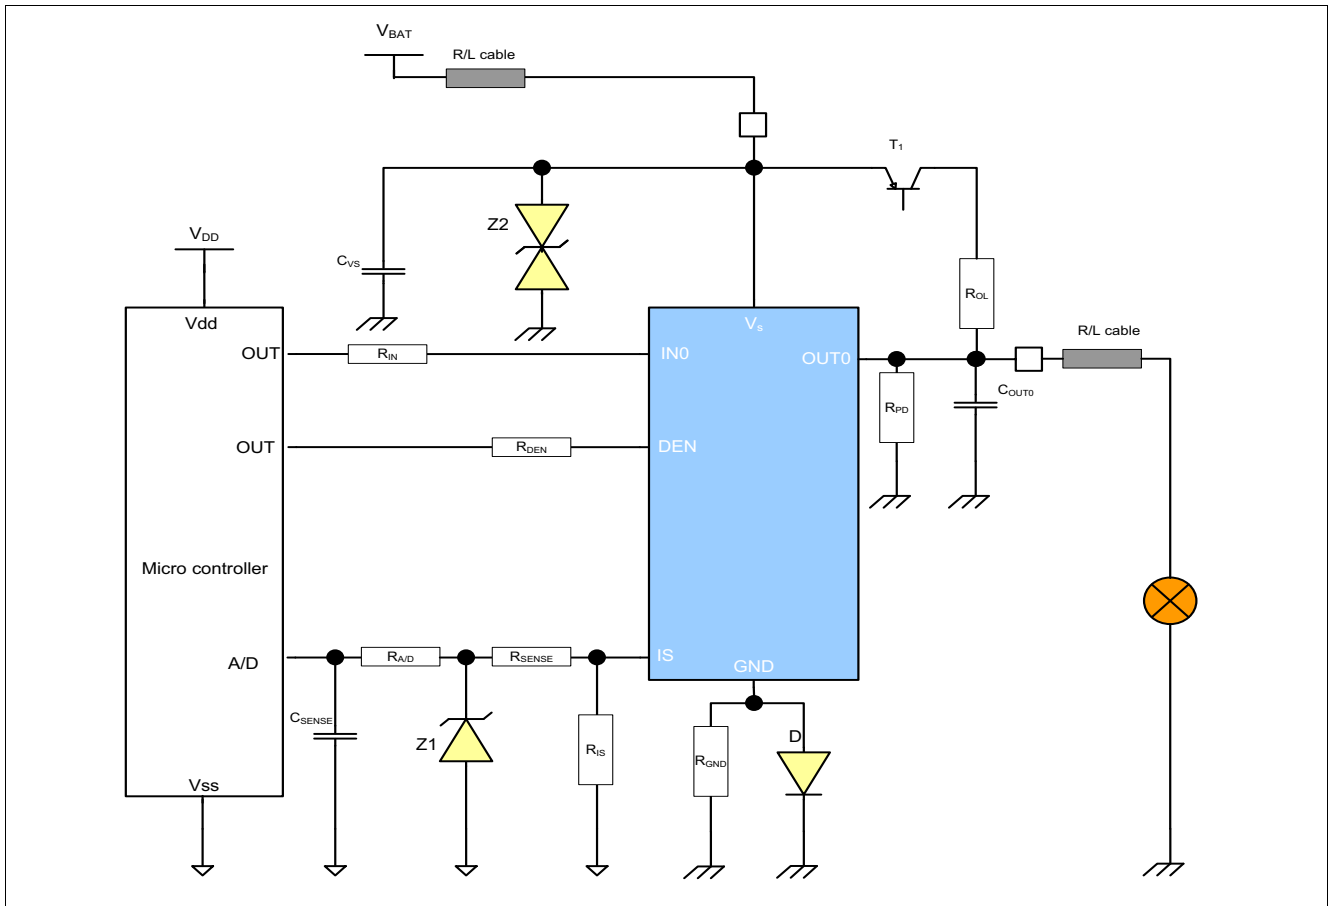 VBAT
R/L cable
T1
Z2
VDD
CVS
ROL
Vdd
Vs
R/L cable
OUT
RIN
IN0
OUT0
COUT0
RPD
OUT
RDEN
DEN
Micro controller
A/D
RA/D
RSENSE
IS
GND
CSENSE
Z1
RIS
D
RGND
Vss